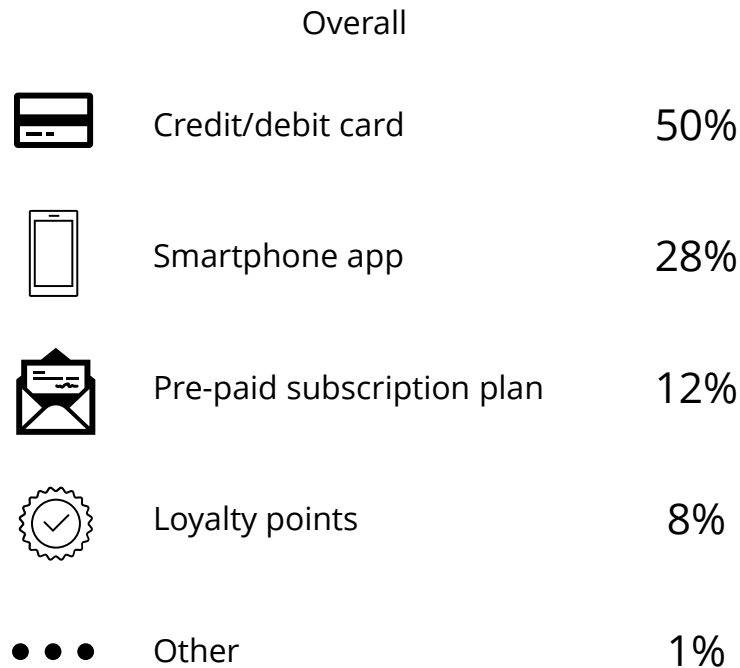 Overall
Credit/debit card 50%
Smartphone app 28%
Pre-paid subscription plan 12%
Loyalty points 8%
Other 1%